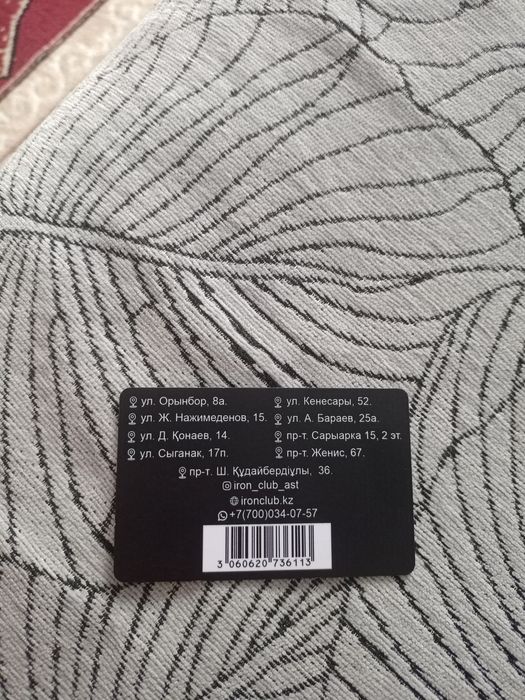 ул. Орынбор, 8а. ул. Кенесары, 52.
ул. Ж. Нажимеденов, 15. ул. А. Бараев, 25а.
ул. Д. Қонаев, 14. пр-т. Сарыарка 15, 2 эт.
ул. Сыганак, 17п. пр-т. Женис, 67.
пр-т. Ш. Құдайбердіұлы, 36.
iron_club_ast
ironclub.kz
+7(700)034-07-57
3 060620 736113